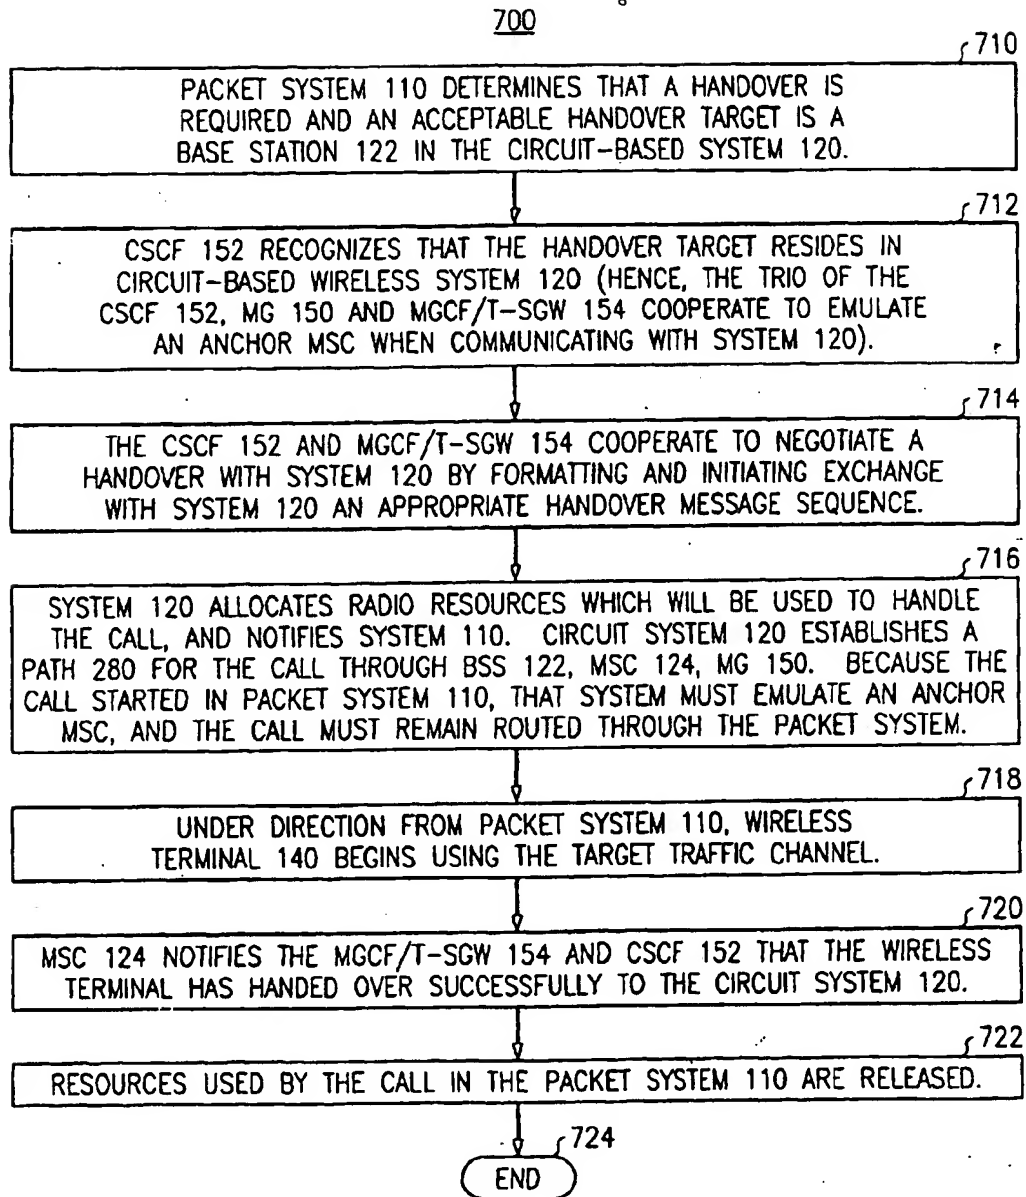 700
710
PACKET SYSTEM 110 DETERMINES THAT A HANDOVER IS
REQUIRED AND AN ACCEPTABLE HANDOVER TARGET IS A
BASE STATION 122 IN THE CIRCUIT-BASED SYSTEM 120.
712
CSCF 152 RECOGNIZES THAT THE HANDOVER TARGET RESIDES IN
CIRCUIT-BASED WIRELESS SYSTEM 120 (HENCE, THE TRIO OF THE
CSCF 152, MG 150 AND MGCF/T-SGW 154 COOPERATE TO EMULATE
AN ANCHOR MSC WHEN COMMUNICATING WITH SYSTEM 120).
714
THE CSCF 152 AND MGCF/T-SGW 154 COOPERATE TO NEGOTIATE A
HANDOVER WITH SYSTEM 120 BY FORMATTING AND INITIATING EXCHANGE
WITH SYSTEM 120 AN APPROPRIATE HANDOVER MESSAGE SEQUENCE.
716
SYSTEM 120 ALLOCATES RADIO RESOURCES WHICH WILL BE USED TO HANDLE
THE CALL, AND NOTIFIES SYSTEM 110. CIRCUIT SYSTEM 120 ESTABLISHES A
PATH 280 FOR THE CALL THROUGH BSS 122, MSC 124, MG 150. BECAUSE THE
CALL STARTED IN PACKET SYSTEM 110, THAT SYSTEM MUST EMULATE AN ANCHOR
MSC, AND THE CALL MUST REMAIN ROUTED THROUGH THE PACKET SYSTEM.
718
UNDER DIRECTION FROM PACKET SYSTEM 110, WIRELESS
TERMINAL 140 BEGINS USING THE TARGET TRAFFIC CHANNEL.
720
MSC 124 NOTIFIES THE MGCF/T-SGW 154 AND CSCF 152 THAT THE WIRELESS
TERMINAL HAS HANDED OVER SUCCESSFULLY TO THE CIRCUIT SYSTEM 120.
722
RESOURCES USED BY THE CALL IN THE PACKET SYSTEM 110 ARE RELEASED.
724
END